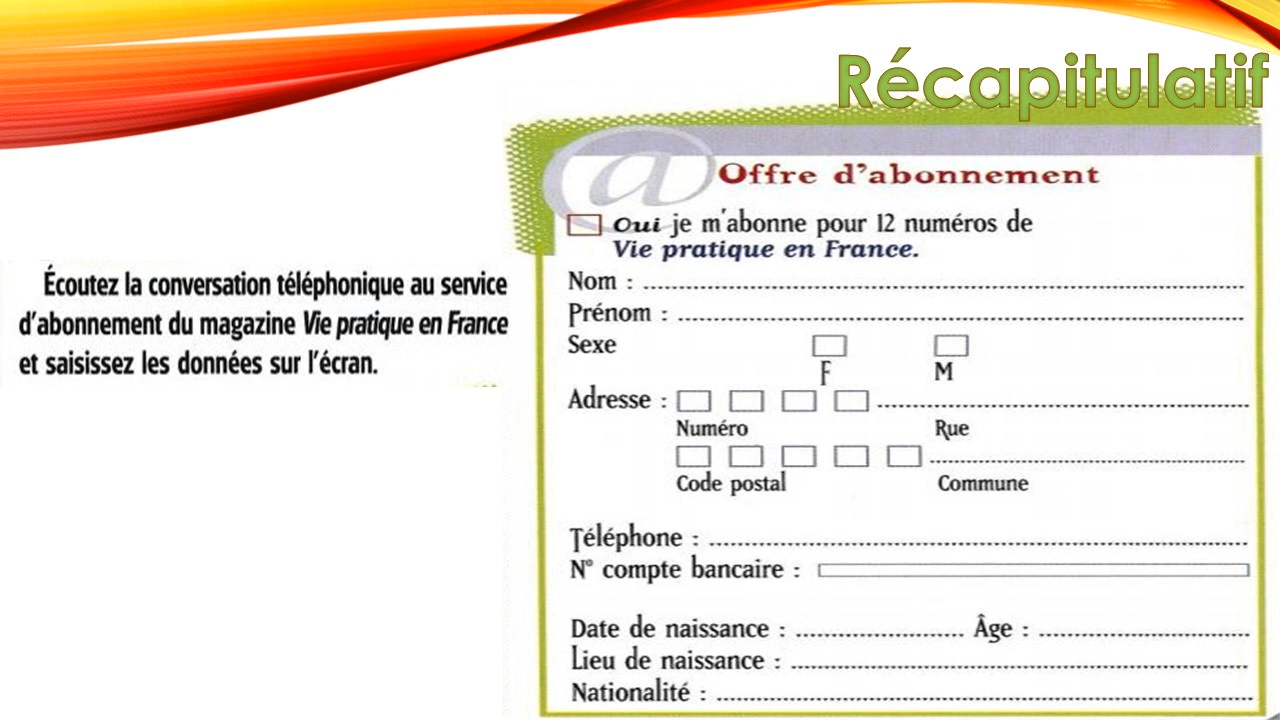 Récapitulatif
Écoutez la conversation téléphonique au service
d'abonnement du magazine Vie pratique en France
et saisissez les données sur l'écran.
@
Offre d'abonnement
Oui je m'abonne pour 12 numéros de
Vie pratique en France.
Nom : ........................................
Prénom : ........................................
Sexe
F M
Adresse : ........................................
Numéro Rue
........................................
Code postal Commune
Téléphone : ........................................
N° compte bancaire :
Date de naissance : .................... Âge : ....................
Lieu de naissance : ........................................
Nationalité : ........................................